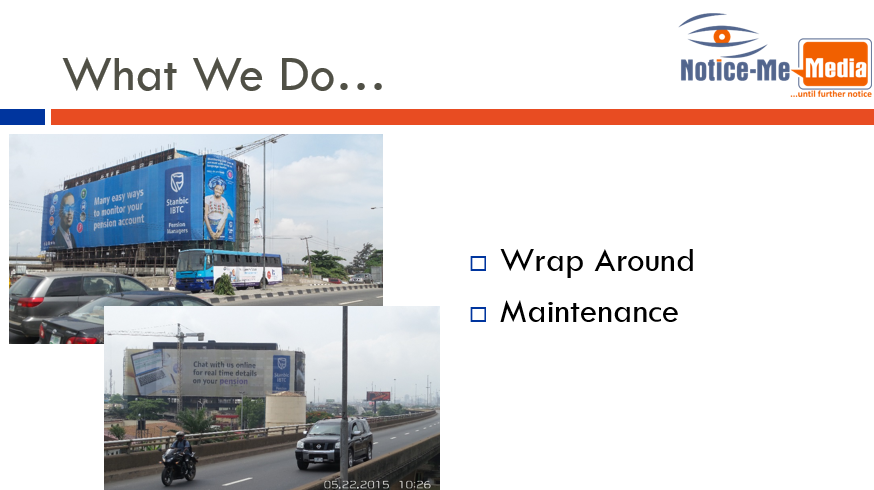 What We Do...
Notice-Me Media
...until further notice
Many easy ways
to monitor your
pension account
Stanbic
IBTC
Pension
Managers
Wrap Around
Maintenance
Chat with us online
for real time details
on your pension
Stanbic
IBTC
05.22.2015 10:26